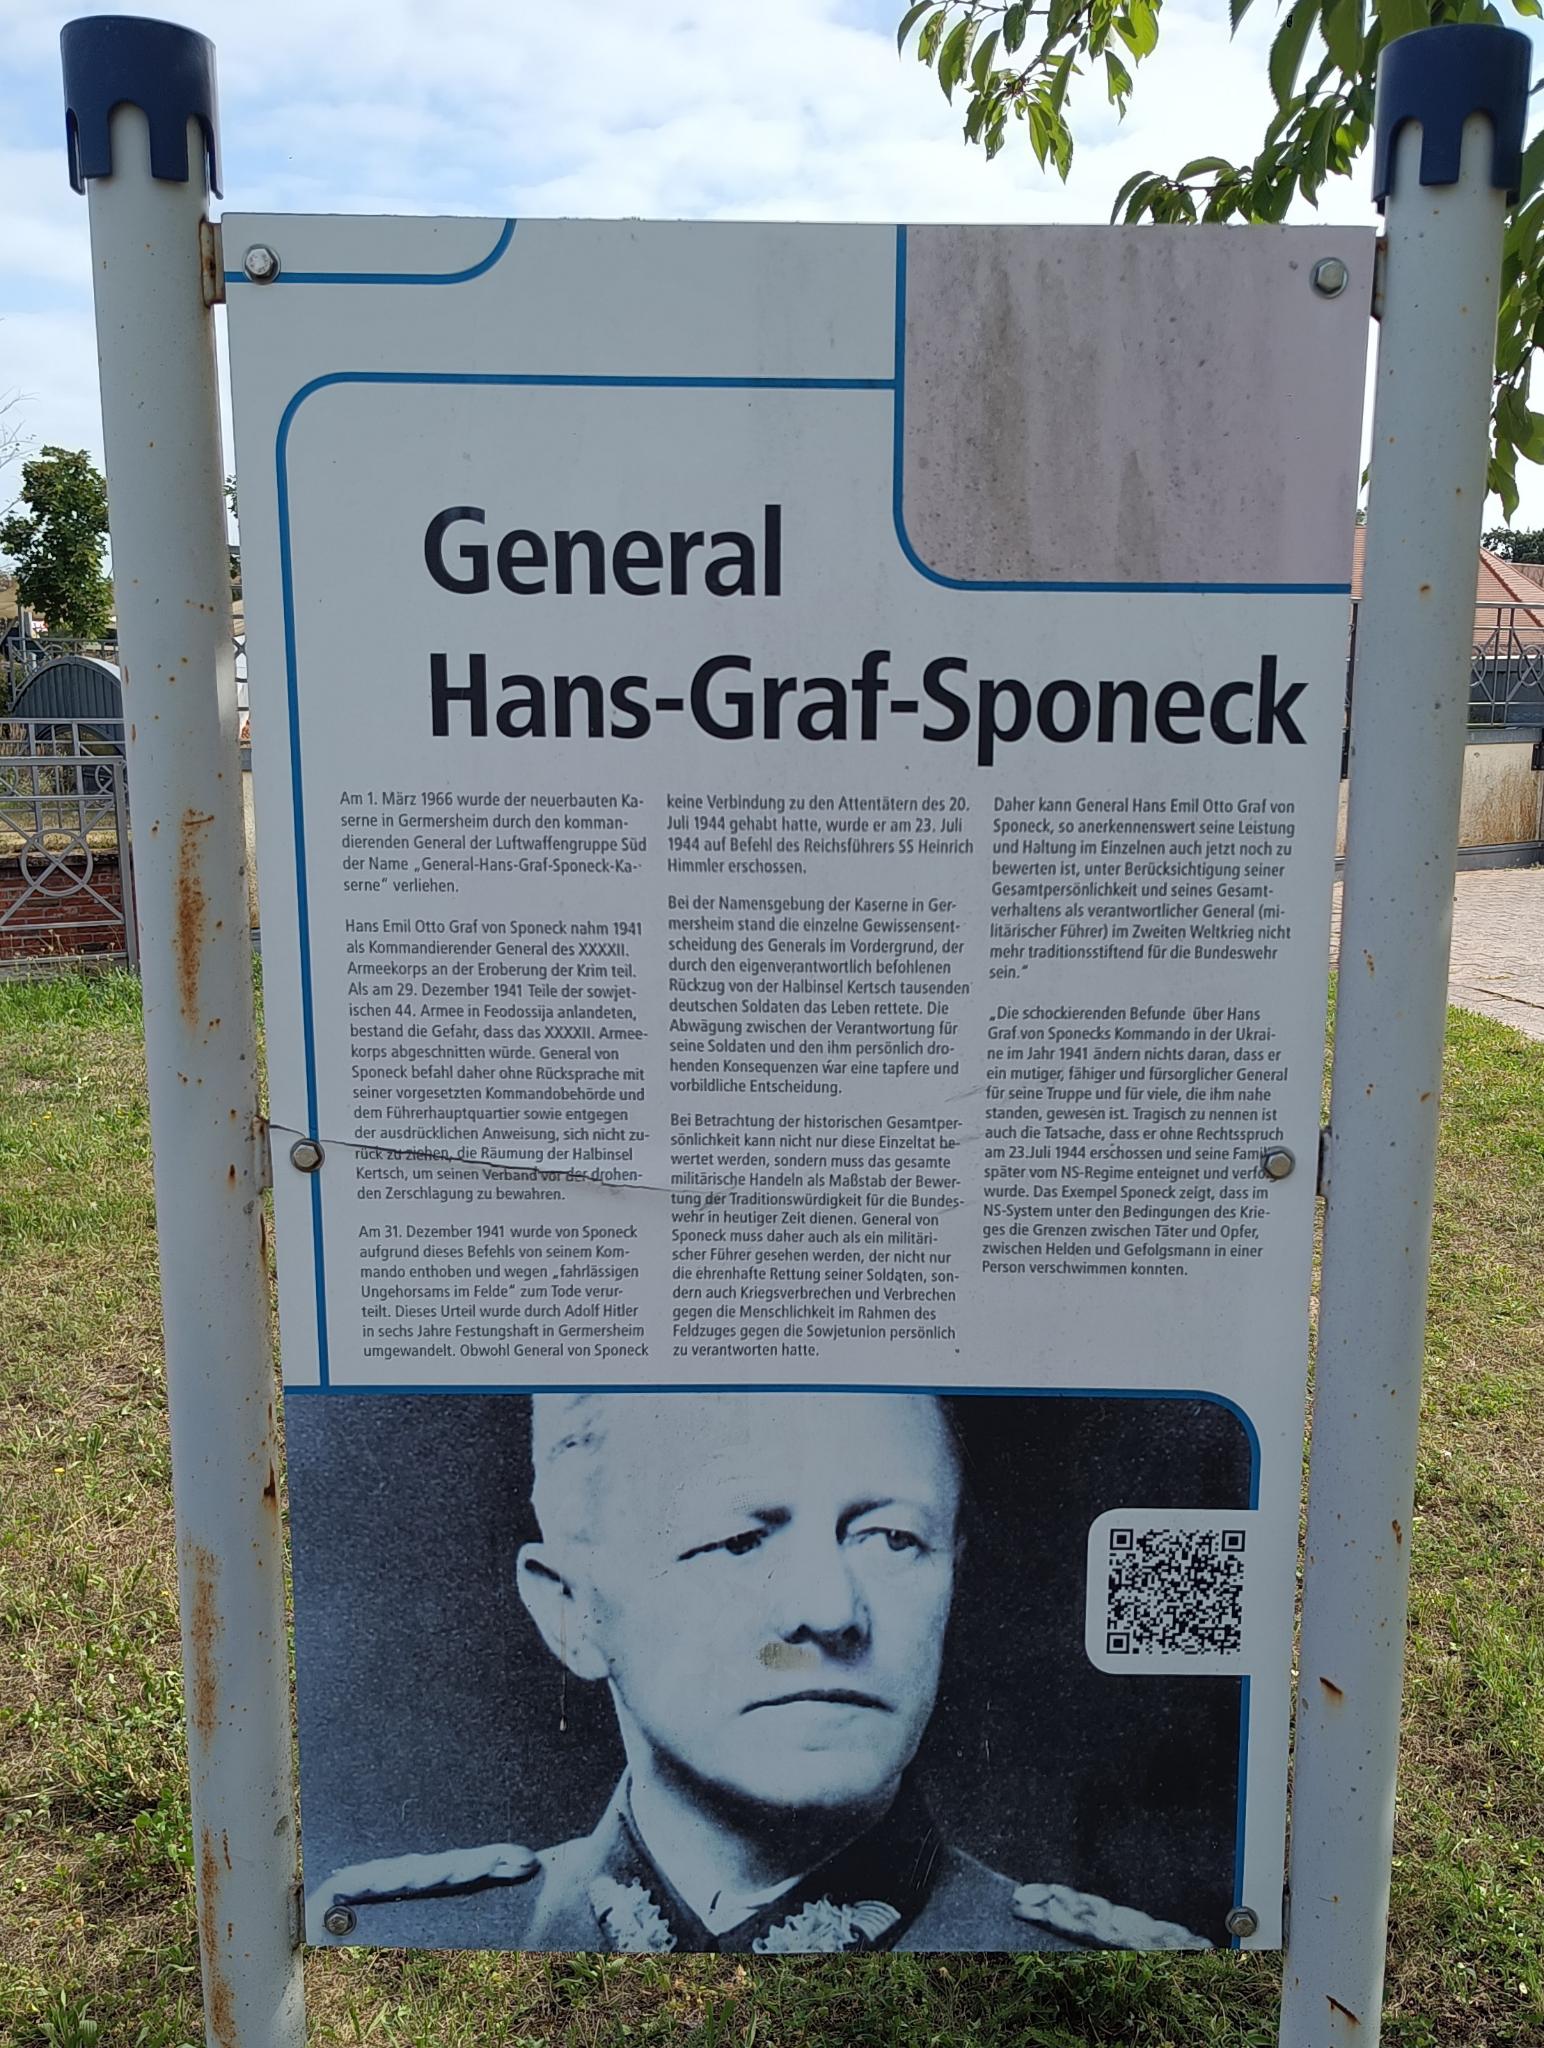 General
Hans-Graf-Sponeck
Am 1. März 1966 wurde der neuerbauten Ka-
serne in Germersheim durch den komman-
dierenden General der Luftwaffengruppe Süd
der Name „General-Hans-Graf-Sponeck-Ka-
serne“ verliehen.
Hans Emil Otto Graf von Sponeck nahm 1941
als Kommandierender General des XXXXII.
Armeekorps an der Eroberung der Krim teil.
Als am 29. Dezember 1941 Teile der sowjet-
ischen 44. Armee in Feodossija anlandeten,
bestand die Gefahr, dass das XXXXII. Armee-
korps abgeschnitten würde. General von
Sponeck befahl daher ohne Rücksprache mit
seiner vorgesetzten Kommandobehörde und
dem Führerhauptquartier sowie entgegen
der ausdrücklichen Anweisung, sich nicht zu-
rück zu ziehen, die Räumung der Halbinsel
Kertsch, um seinen Verband vor der drohen-
den Zerschlagung zu bewahren.
Am 31. Dezember 1941 wurde von Sponeck
aufgrund dieses Befehls von seinem Kom-
mando enthoben und wegen „fahrlässigen
Ungehorsams im Felde“ zum Tode verur-
teilt. Dieses Urteil wurde durch Adolf Hitler
in sechs Jahre Festungshaft in Germersheim
umgewandelt. Obwohl General von Sponeck
keine Verbindung zu den Attentätern des 20.
Juli 1944 gehabt hatte, wurde er am 23. Juli
1944 auf Befehl des Reichsführers SS Heinrich
Himmler erschossen.
Bei der Namensgebung der Kaserne in Ger-
mersheim stand die einzelne Gewissensent-
scheidung des Generals im Vordergrund, der
durch den eigenverantwortlich befohlenen
Rückzug von der Halbinsel Kertsch tausenden
deutschen Soldaten das Leben rettete. Die
Abwägung zwischen der Verantwortung für
seine Soldaten und den ihm persönlich dro-
henden Konsequenzen war eine tapfere und
vorbildliche Entscheidung.
Bei Betrachtung der historischen Gesamtper-
sönlichkeit kann nicht nur diese Einzeltat be-
wertet werden, sondern muss das gesamte
militärische Handeln als Maßstab der Bewer-
tung der Traditionswürdigkeit für die Bundes-
wehr in heutiger Zeit dienen. General von
Sponeck muss daher auch als ein militäri-
scher Führer gesehen werden, der nicht nur
die ehrenhafte Rettung seiner Soldaten, son-
dern auch Kriegsverbrechen und Verbrechen
gegen die Menschlichkeit im Rahmen des
Feldzuges gegen die Sowjetunion persönlich
zu verantworten hatte.
Daher kann General Hans Emil Otto Graf von
Sponeck, so anerkennenswert seine Leistung
und Haltung im Einzelnen auch jetzt noch zu
bewerten ist, unter Berücksichtigung seiner
Gesamtpersönlichkeit und seines Gesamt-
verhaltens als verantwortlicher General (mi-
litärischer Führer) im Zweiten Weltkrieg nicht
mehr traditionsstiftend für die Bundeswehr
sein.“
„Die schockierenden Befunde über Hans
Graf von Sponecks Kommando in der Ukrai-
ne im Jahr 1941 ändern nichts daran, dass er
ein mutiger, fähiger und fürsorglicher General
für seine Truppe und für viele, die ihm nahe
standen, gewesen ist. Tragisch zu nennen ist
auch die Tatsache, dass er ohne Rechtsspruch
am 23.Juli 1944 erschossen und seine
später vom NS-Regime enteignet und
wurde. Das Exempel Sponeck zeigt, dass im
NS-System unter den Bedingungen des Krie-
ges die Grenzen zwischen Täter und Opfer,
zwischen Helden und Gefolgsmann in einer
Person verschwimmen konnten.